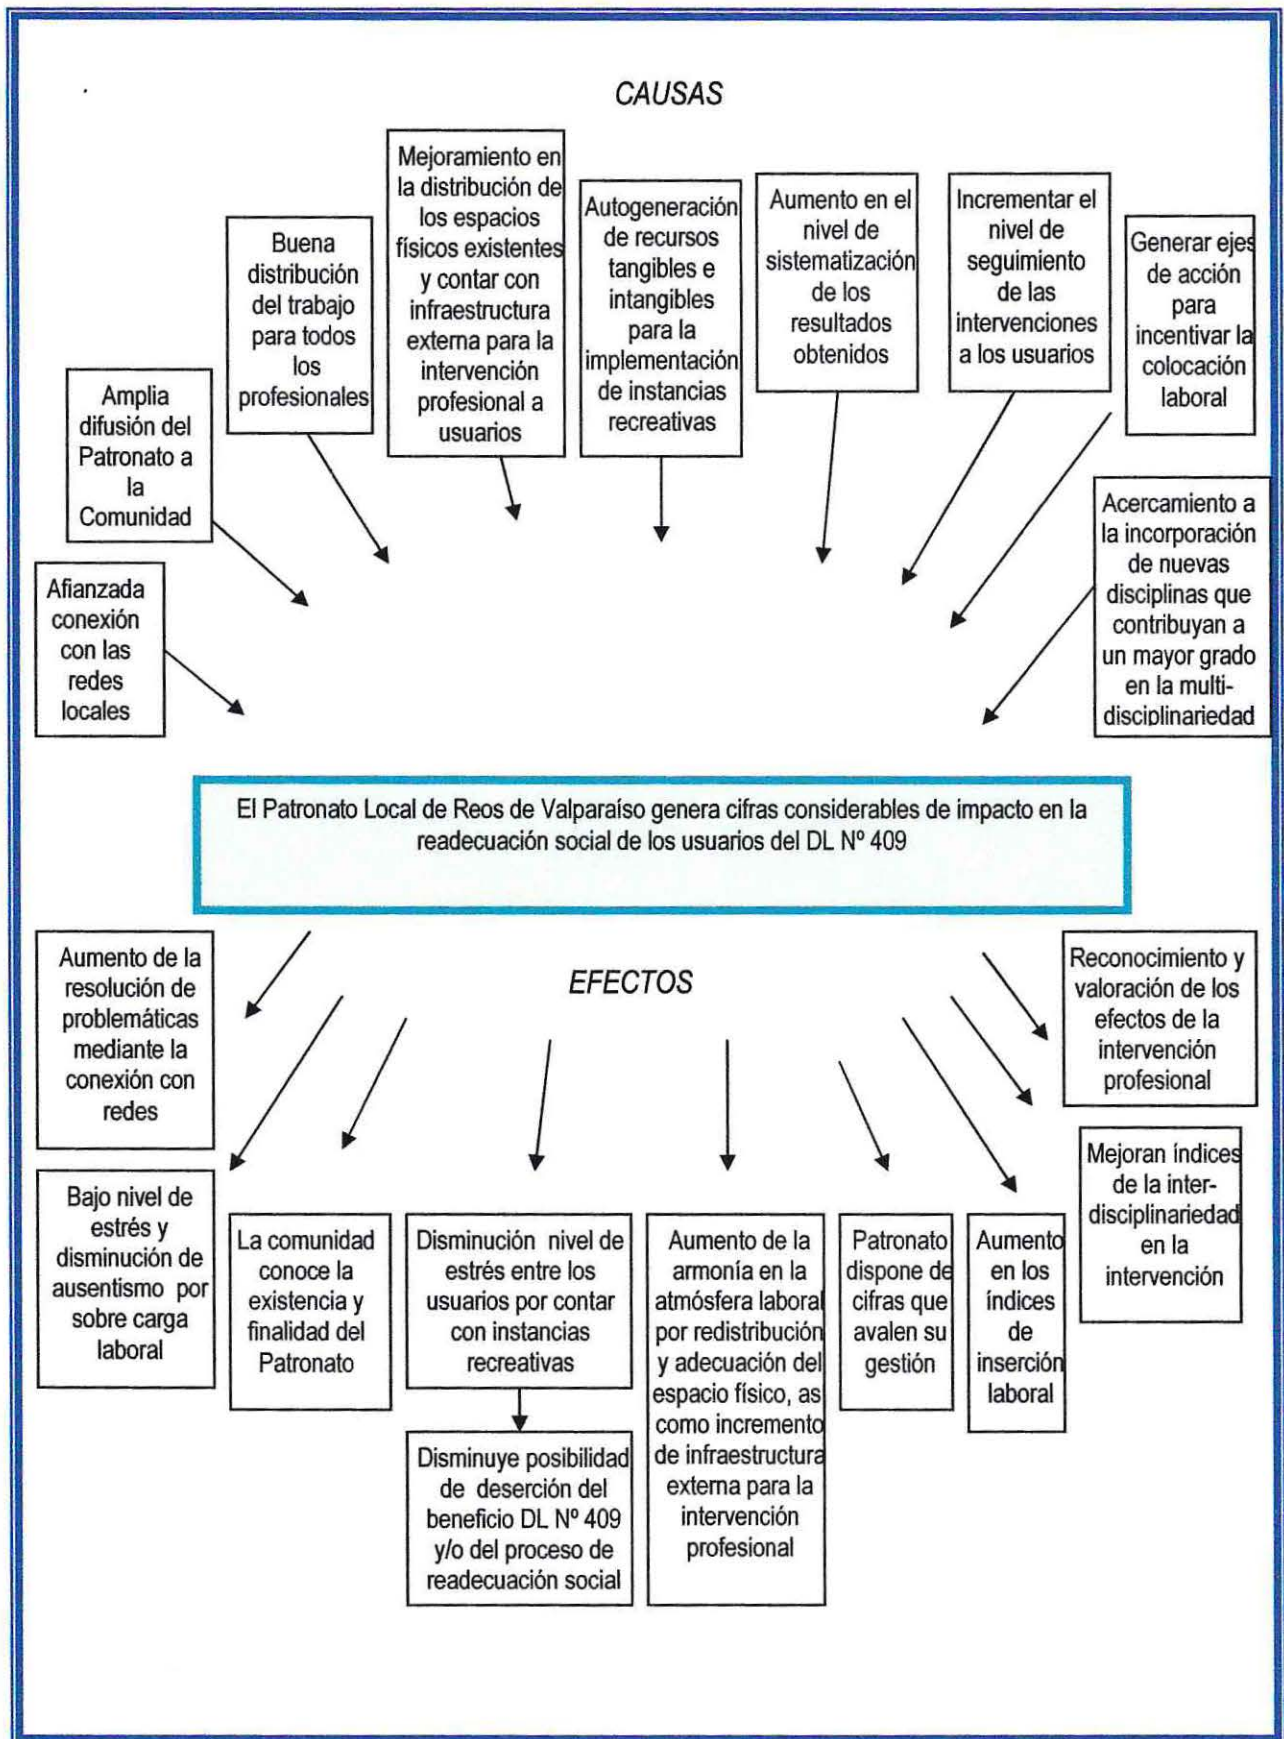 CAUSAS
Afianzada
conexión
con las
redes
locales
Amplia
difusión del
Patronato a
la
Comunidad
Buena
distribución
del trabajo
para todos
los
profesionales
Mejoramiento en
la distribución de
los espacios
físicos existentes
y contar con
infraestructura
externa para la
intervención
profesional a
usuarios
Autogeneración
de recursos
tangibles e
intangibles
para la
implementación
de instancias
recreativas
Aumento en el
nivel de
sistematización
de los
resultados
obtenidos
Incrementar el
nivel de
seguimiento
de las
intervenciones
a los usuarios
Generar ejes
de acción
para
incentivar la
colocación
laboral
Acercamiento a
la incorporación
de nuevas
disciplinas que
contribuyan a
un mayor grado
en la multi-
disciplinariedad
El Patronato Local de Reos de Valparaíso genera cifras considerables de impacto en la
readecuación social de los usuarios del DL Nº 409
EFECTOS
Aumento de la
resolución de
problemáticas
mediante la
conexión con
redes
Bajo nivel de
estrés y
disminución de
ausentismo por
sobre carga
laboral
La comunidad
conoce la
existencia y
finalidad del
Patronato
Disminución nivel de
estrés entre los
usuarios por contar
con instancias
recreativas
Disminuye posibilidad
de deserción del
beneficio DL Nº 409
y/o del proceso de
readecuación social
Aumento de la
armonía en la
atmósfera laboral
por redistribución
y adecuación del
espacio físico, as
como incremento
de infraestructura
externa para la
intervención
profesional
Patronato
dispone de
cifras que
avalen su
gestión
Aumento
en los
índices
de
inserción
laboral
Mejoran índices
de la inter-
disciplinariedad
en la
intervención
Reconocimiento y
valoración de los
efectos de la
intervención
profesional